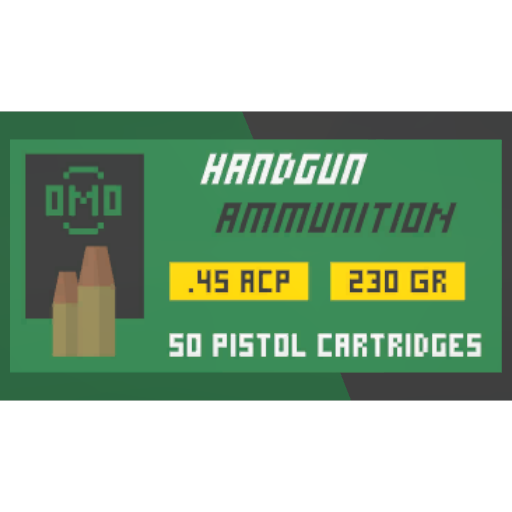 OMO
HANDGUN
AMMUNITION
.45 ACP 230 GR
50 PISTOL CARTRIDGES